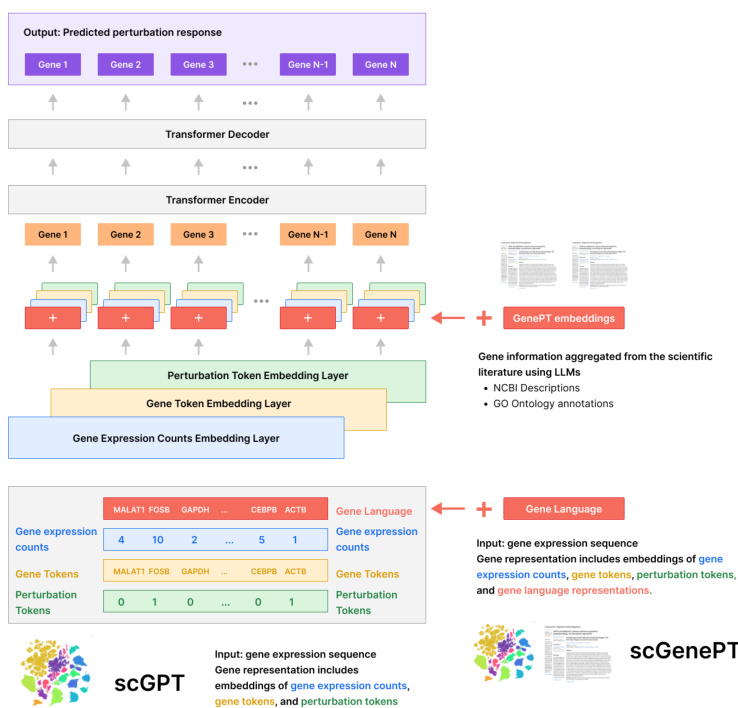 Output: Predicted perturbation response
Gene 1 Gene 2 Gene 3 ... Gene N-1 Gene N
...
Transformer Decoder
...
Transformer Encoder
Gene 1 Gene 2 Gene 3 ... Gene N-1 Gene N
+ + + ... + +
+ GenePT embeddings
Gene information aggregated from the scientific
literature using LLMs
• NCBI Descriptions
• GO Ontology annotations
Perturbation Token Embedding Layer
Gene Token Embedding Layer
Gene Expression Counts Embedding Layer
MALAT1 FOSB GAPDH ... CEBPB ACTB Gene Language
+ Gene Language
Gene expression
counts
4 10 2 ... 5 1
Gene expression
counts
Gene Tokens MALAT1 FOSB GAPDH ... CEBPB ACTB Gene Tokens
Perturbation
Tokens
0 1 0 ... 0 1
Perturbation
Tokens
Input: gene expression sequence
Gene representation includes embeddings of gene
expression counts, gene tokens, perturbation tokens,
and gene language representations.
scGPT
Input: gene expression sequence
Gene representation includes
embeddings of gene expression counts,
gene tokens, and perturbation tokens
scGenePT